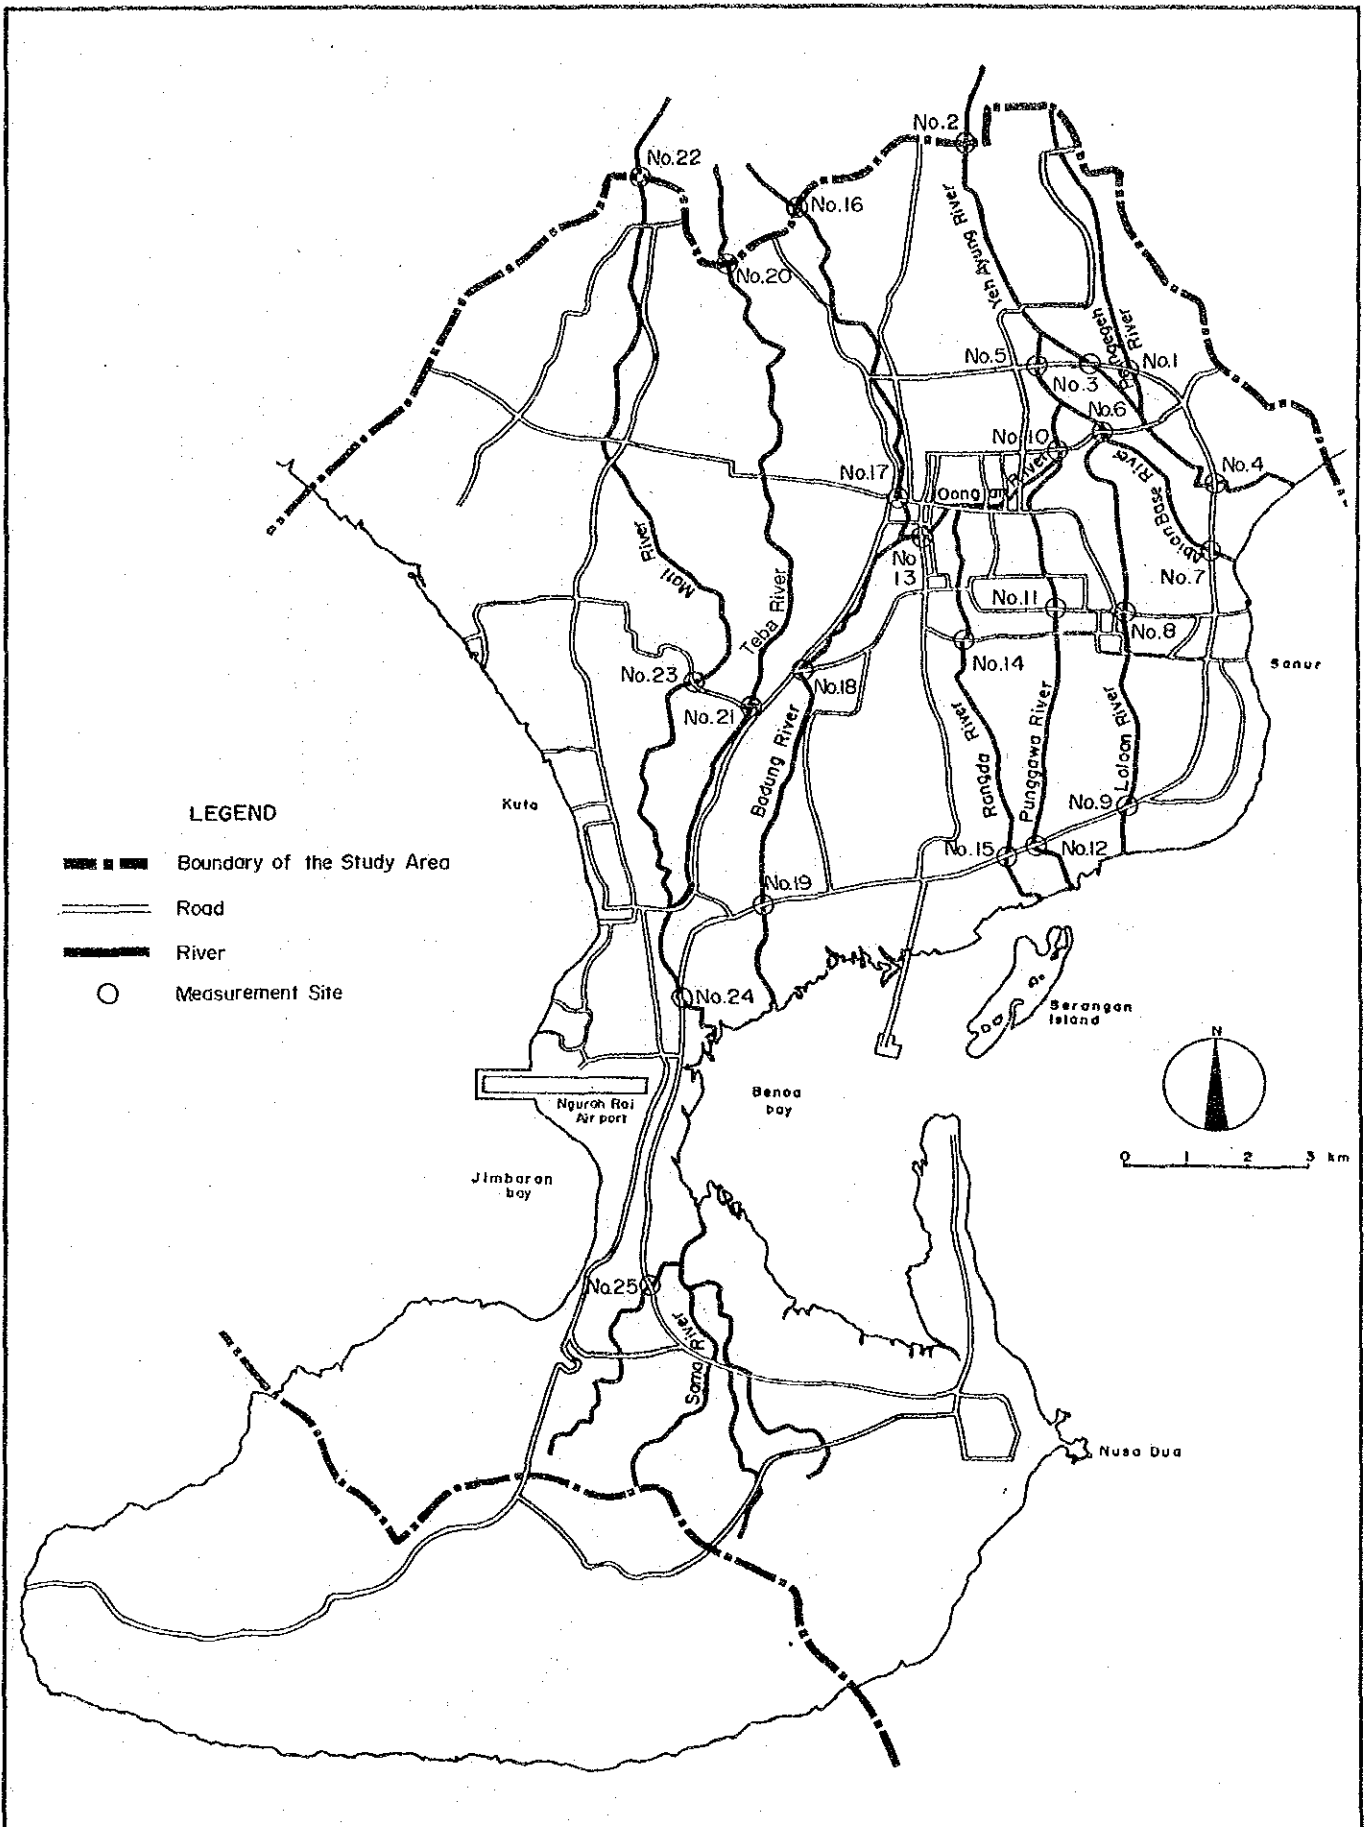 No.2
No.22
No.16
No.20
Yeh Ayung River
River
No.5
No.3
No.1
No.6
No.10
No.17
Oongan River
No.4
Abian Base River
No
13
No.7
Mati River
Teba River
No.11
No.8
No.14
Sanur
No.23
No.18
No.21
Badung River
Rangda River
Punggawa River
Loloan River
No.9
Kuta
LEGEND
Boundary of the Study Area
Road
River
Measurement Site
No.15
No.12
No.19
No.24
Serangan
Island
N
Benoa
bay
Ngurah Rai
Air port
0 1 2 3 km
Jimbaran
bay
No.25
Sama River
Nusa Dua